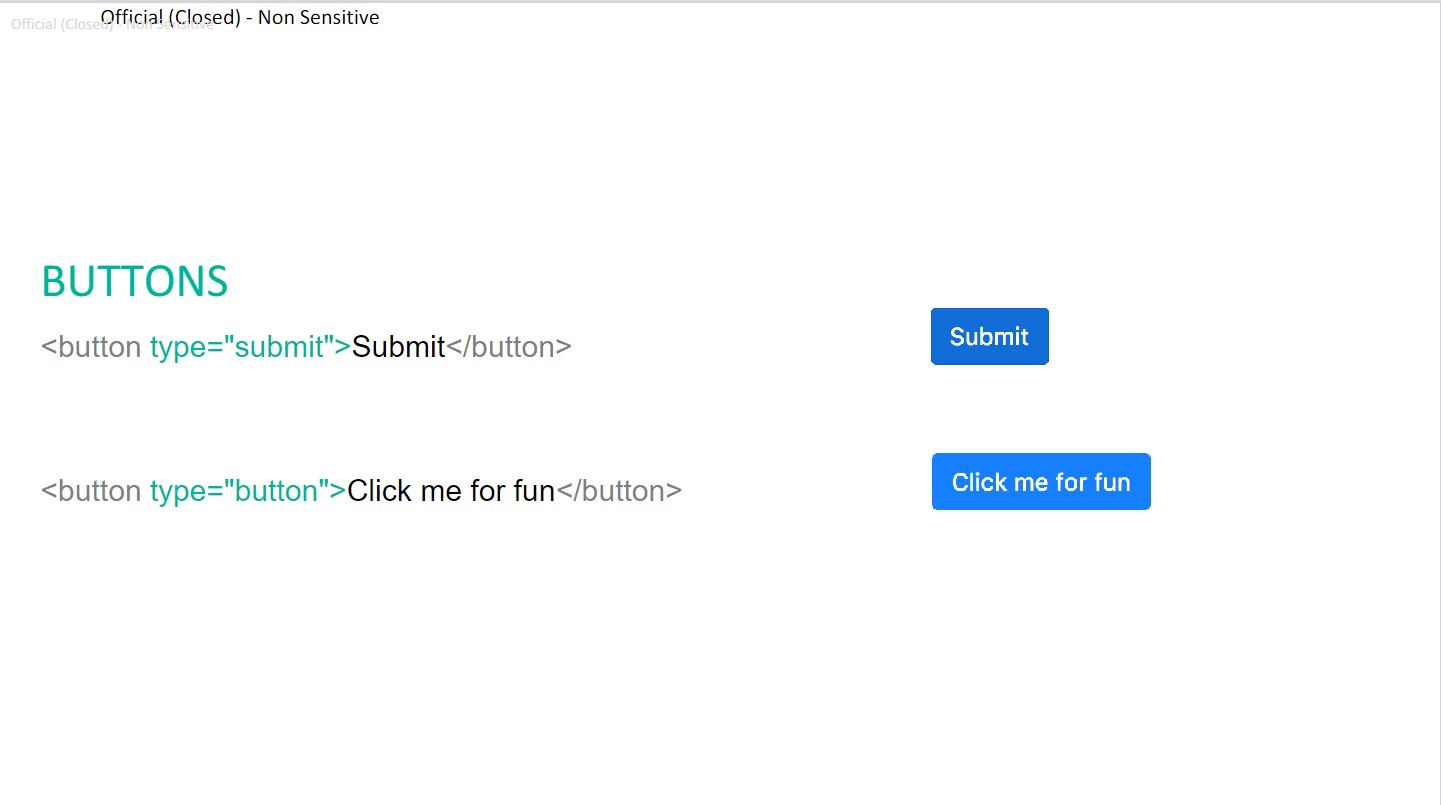 Official (Closed) - Non Sensitive
Official (Closed) - Non Sensitive
BUTTONS
<button type="submit">Submit</button>
Submit
<button type="button">Click me for fun</button>
Click me for fun